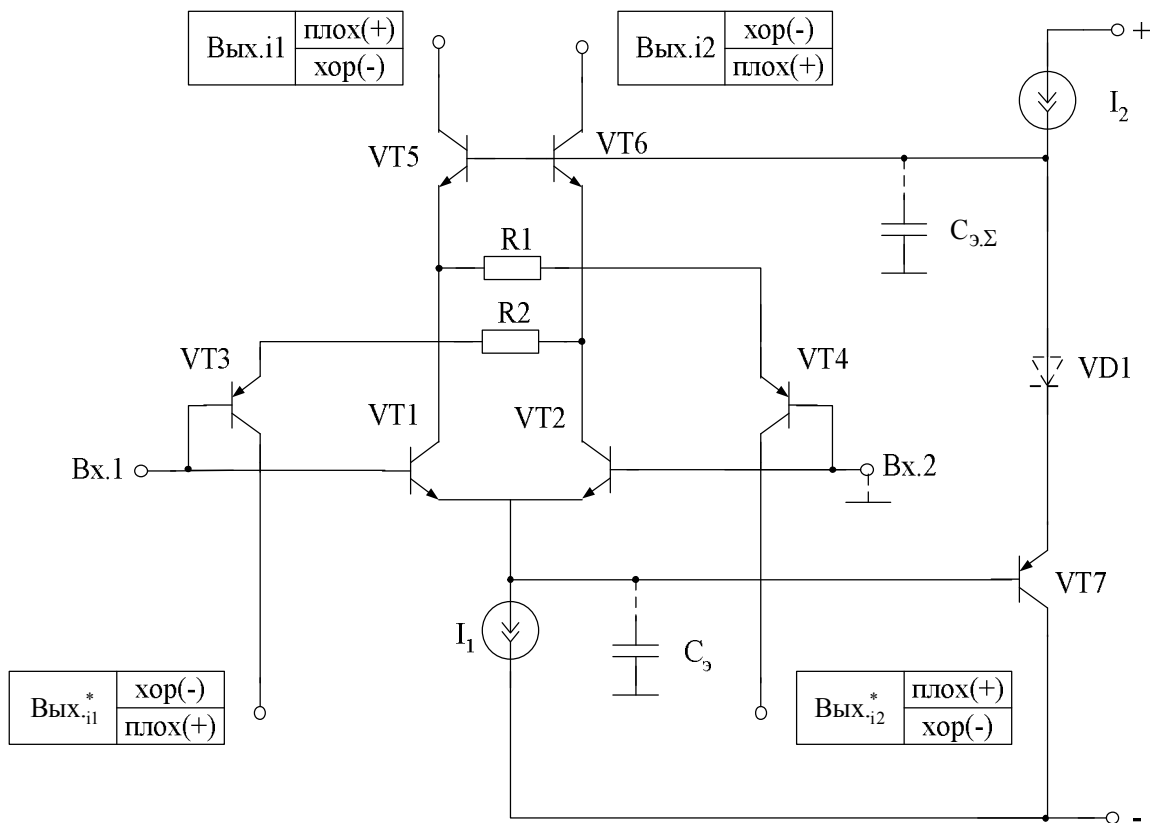 Вых.i1
плох(+)
хор(-)
Вых.i2
хор(-)
плох(+)
+
I₂
VT5
VT6
Cэ.Σ
R1
R2
VT3
VT4
VD1
VT1
VT2
Вх.1
Вх.2
VT7
I₁
Cэ
Вых.*i1
хор(-)
плох(+)
Вых.*i2
плох(+)
хор(-)
-